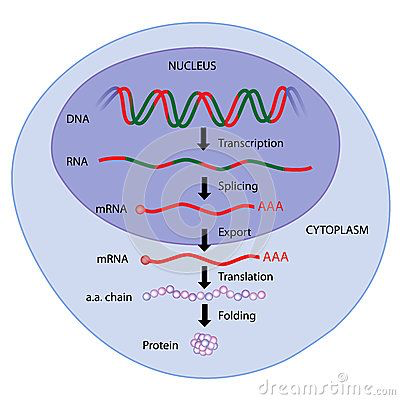 NUCLEUS
DNA
Transcription
RNA
Splicing
mRNA
AAA
Export
CYTOPLASM
mRNA
AAA
Translation
a.a. chain
Folding
Protein
dreamstime.com